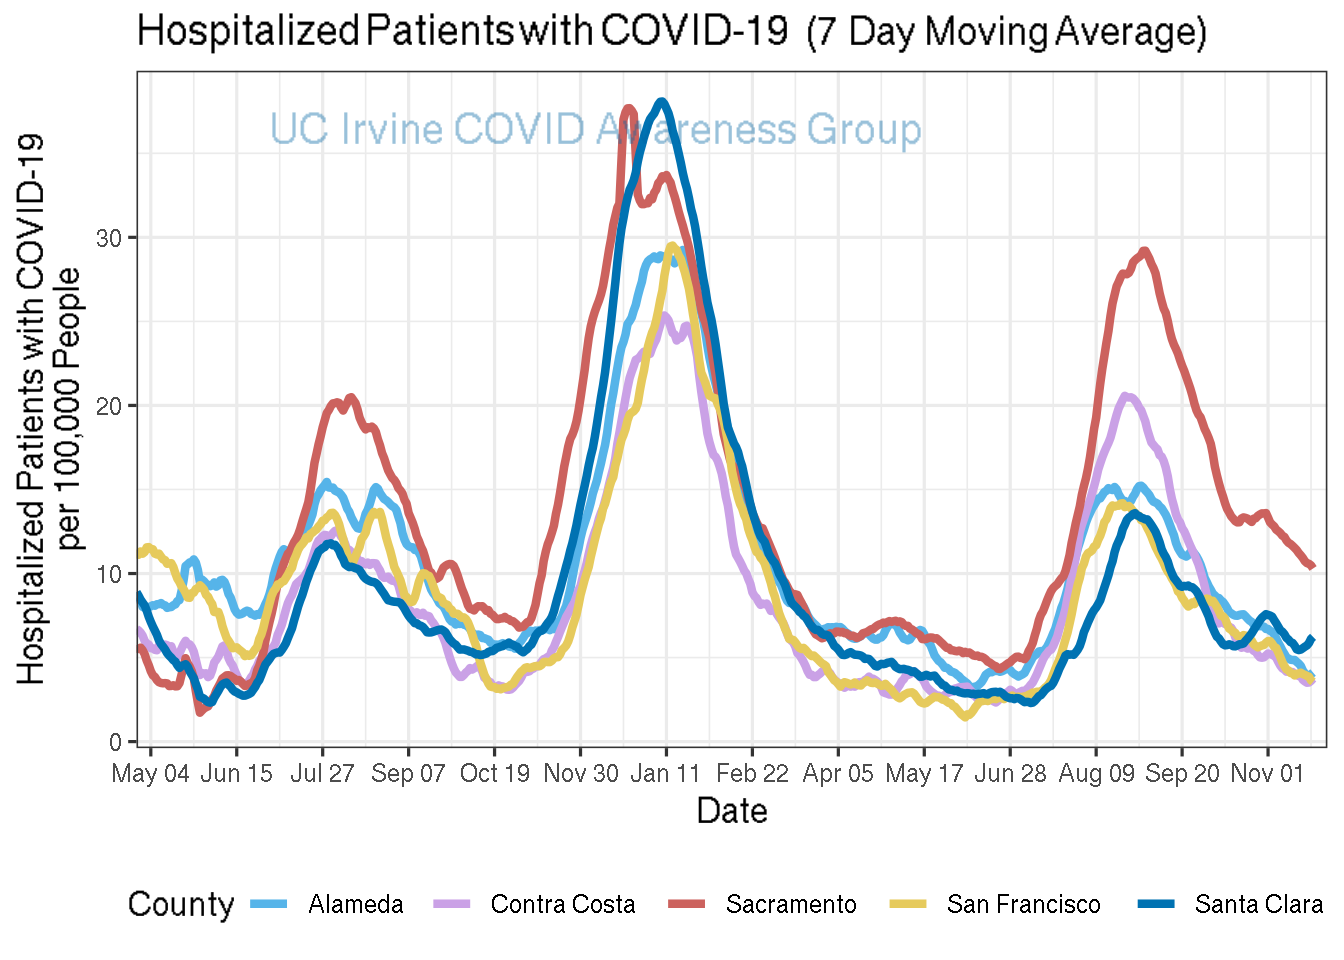 Hospitalized Patients with COVID-19 (7 Day Moving Average)
UC Irvine COVID Awareness Group
Hospitalized Patients with COVID-19
per 100,000 People
30
20
10
0
May 04 Jun 15 Jul 27 Sep 07 Oct 19 Nov 30 Jan 11 Feb 22 Apr 05 May 17 Jun 28 Aug 09 Sep 20 Nov 01
Date
County Alameda Contra Costa Sacramento San Francisco Santa Clara